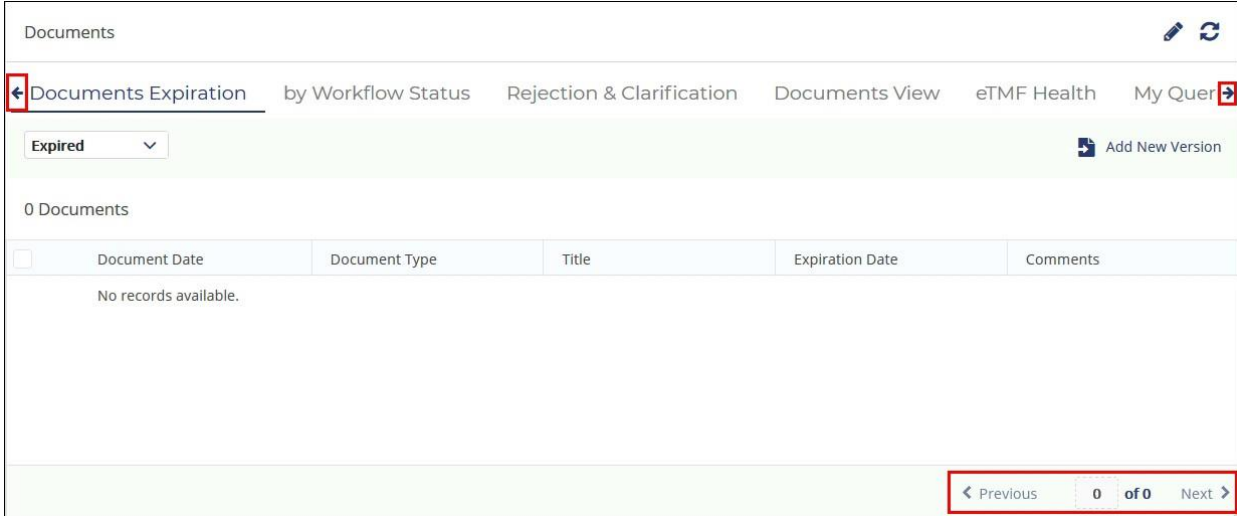 Documents
Documents Expiration by Workflow Status Rejection & Clarification Documents View eTMF Health My Quer
Expired Add New Version
0 Documents
Document Date Document Type Title Expiration Date Comments
No records available.
Previous 0 of 0 Next